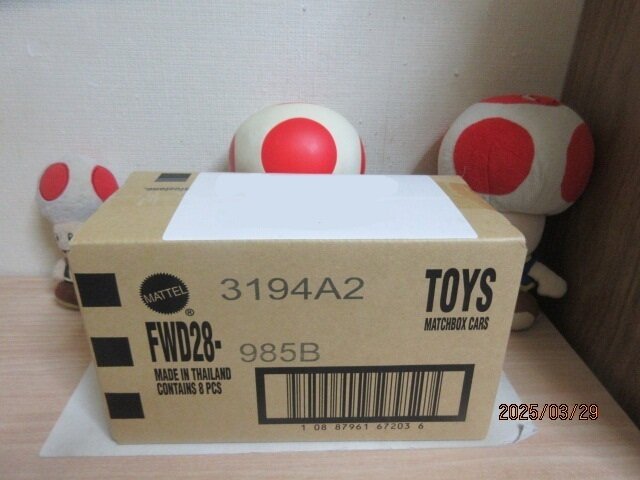 MATTEL
®
3194A2
TOYS
MATCHBOX CARS
FWD28-
985B
MADE IN THAILAND
CONTAINS 8 PCS
1 08 87961 67203 6
2025/03/29